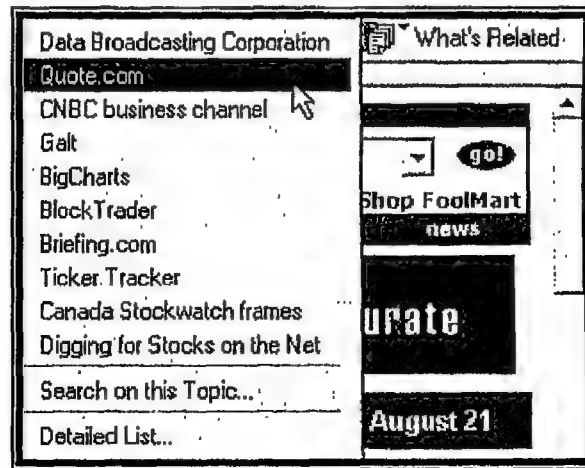 Data Broadcasting Corporation
Quote.com
CNBC business channel
Galt
BigCharts
BlockTrader
Briefing.com
Ticker Tracker
Canada Stockwatch frames
Digging for Stocks on the Net
Search on this Topic...
Detailed List...
What's Related
go!
Shop FoolMart
news
urate
August 21